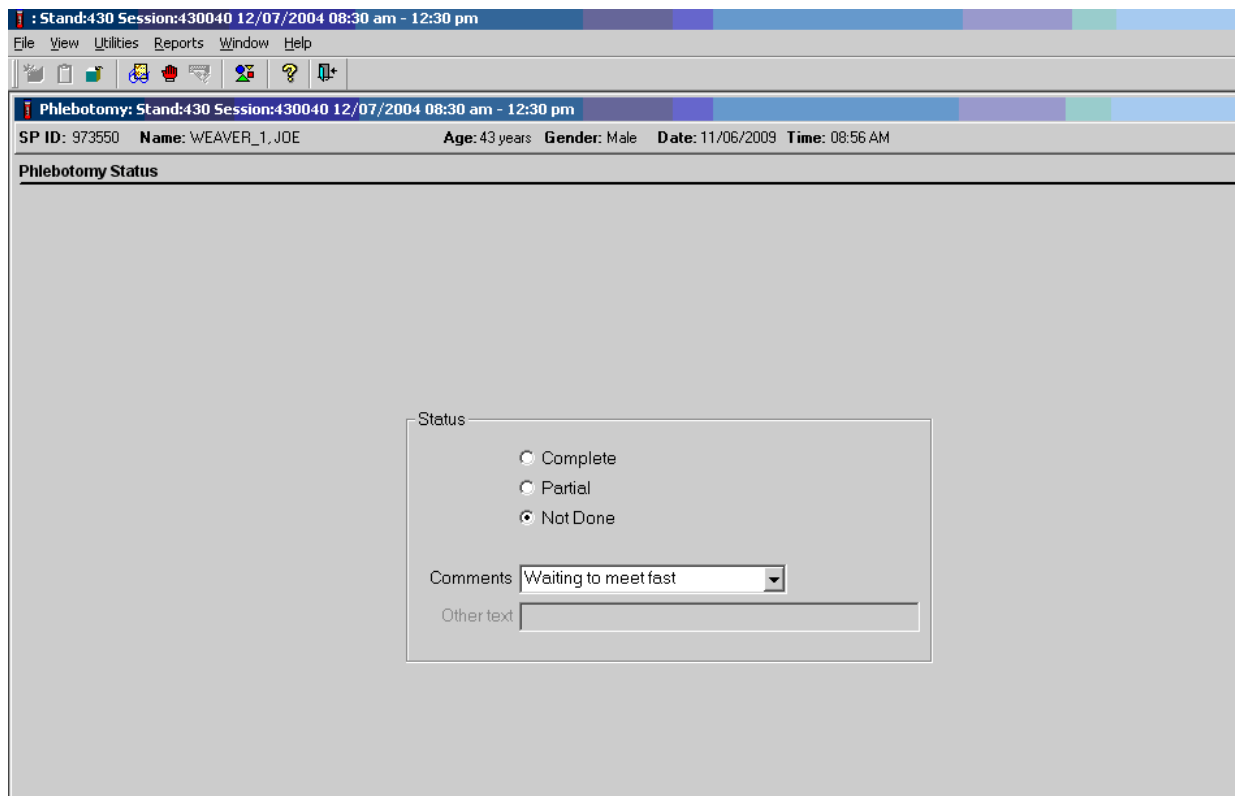 : Stand:430 Session:430040 12/07/2004 08:30 am - 12:30 pm
File View Utilities Reports Window Help
Phlebotomy: Stand:430 Session:430040 12/07/2004 08:30 am - 12:30 pm
SP ID: 973550 Name: WEAVER_1, JOE Age: 43 years Gender: Male Date: 11/06/2009 Time: 08:56 AM
Phlebotomy Status
Status
Complete
Partial
Not Done
Comments Waiting to meet fast
Other text